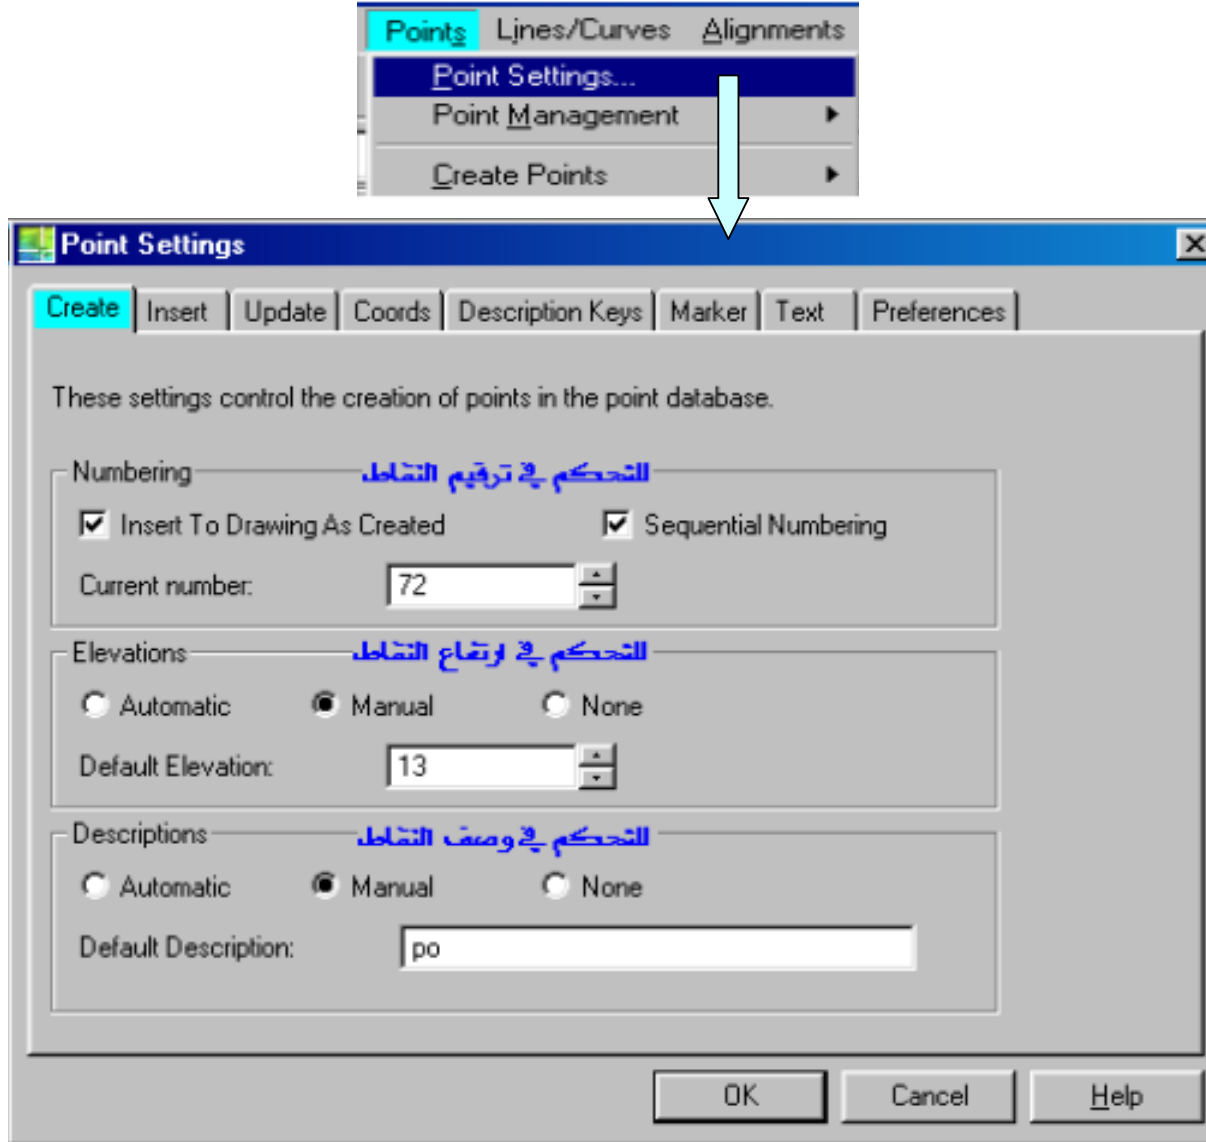 Points Lines/Curves Alignments
Point Settings...
Point Management
Create Points
Point Settings
Create Insert Update Coords Description Keys Marker Text Preferences
These settings control the creation of points in the point database.
Numbering للتحكم في ترقيم النقاط
Insert To Drawing As Created Sequential Numbering
Current number: 72
Elevations للتحكم في ارتفاع النقاط
Automatic Manual None
Default Elevation: 13
Descriptions للتحكم في وصف النقاط
Automatic Manual None
Default Description: po
OK Cancel Help